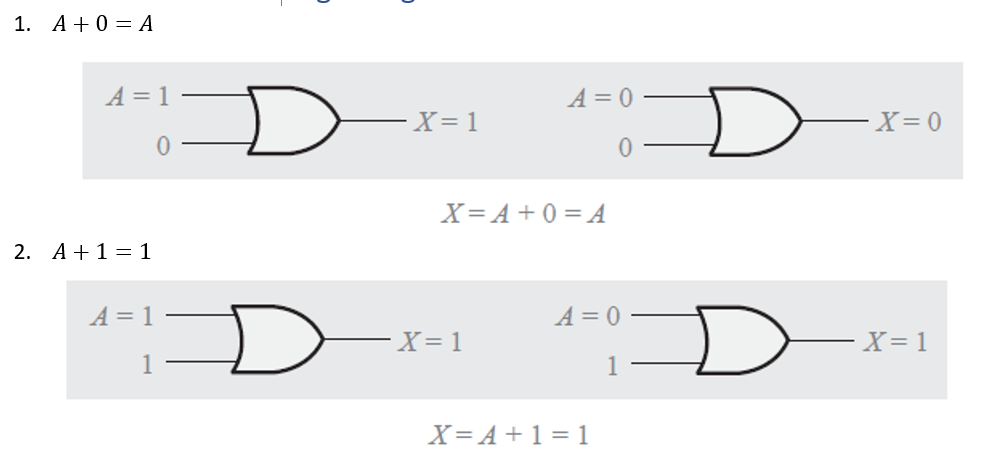 1. A + 0 = A
A = 1
0
X = 1
A = 0
0
X = 0
X = A + 0 = A
2. A + 1 = 1
A = 1
1
X = 1
A = 0
1
X = 1
X = A + 1 = 1